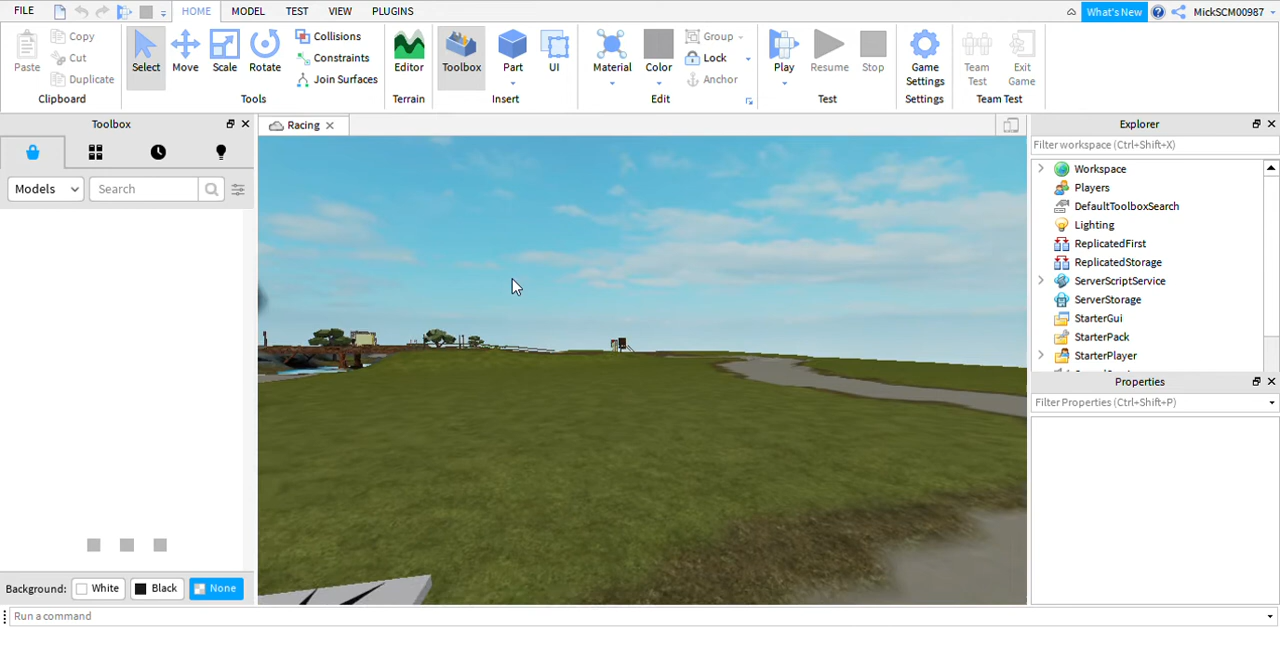 FILE HOME MODEL TEST VIEW PLUGINS What's New MickSCM00987
Paste Copy Cut Duplicate
Clipboard
Select Move Scale Rotate Collisions Constraints Join Surfaces
Tools
Editor
Terrain
Toolbox Part UI
Insert
Material Color Group Lock Anchor
Edit
Play Resume Stop
Test
Game Settings
Settings
Team Test Exit Game
Team Test
Toolbox
Models Search
Background: White Black None
Racing
Explorer
Filter workspace (Ctrl+Shift+X)
Workspace
Players
DefaultToolboxSearch
Lighting
ReplicatedFirst
ReplicatedStorage
ServerScriptService
ServerStorage
StarterGui
StarterPack
StarterPlayer
Properties
Filter Properties (Ctrl+Shift+P)
Run a command